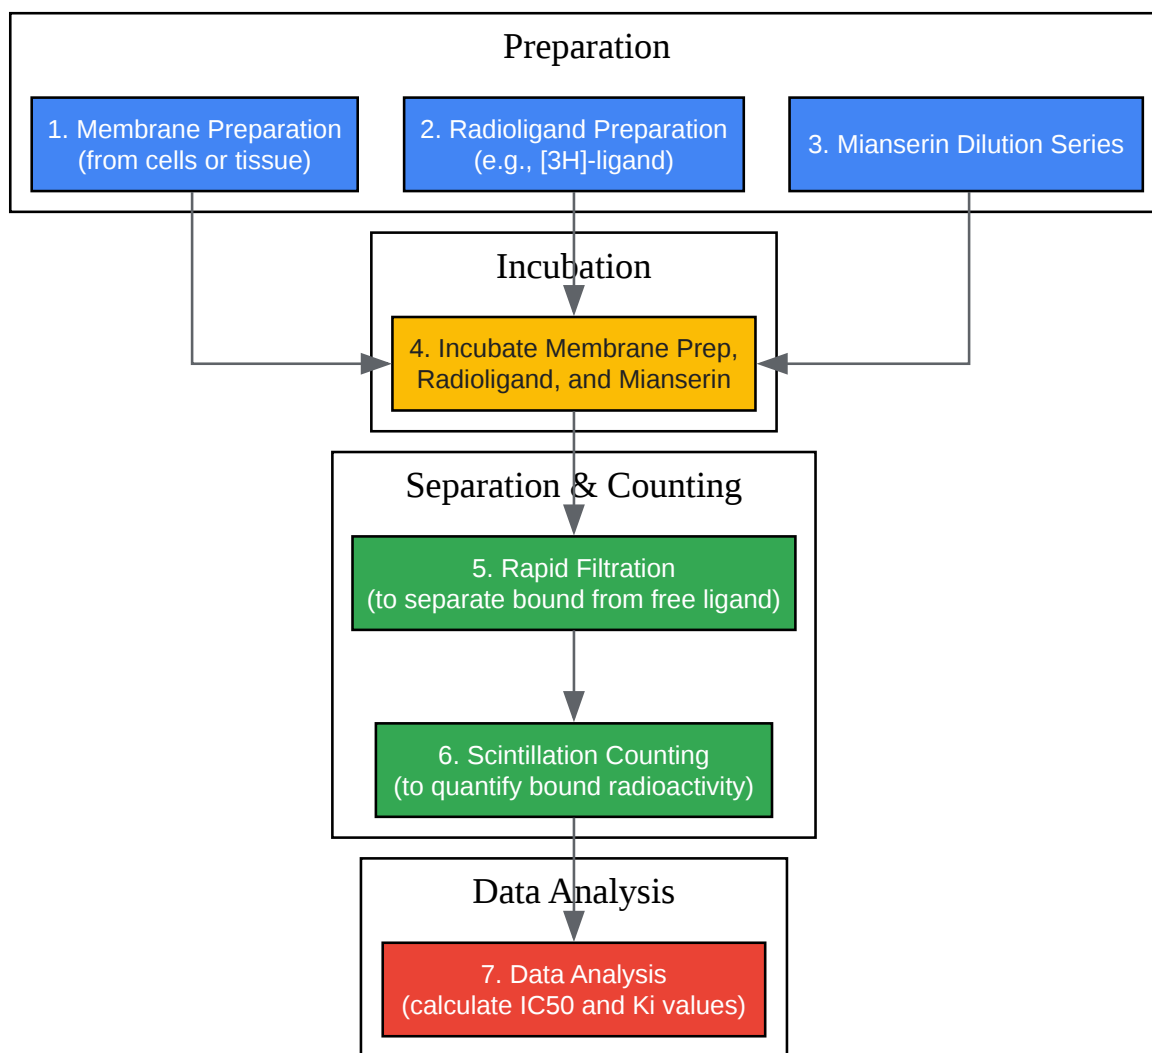 Preparation
1. Membrane Preparation
(from cells or tissue)
2. Radioligand Preparation
(e.g., [3H]-ligand)
3. Mianserin Dilution Series
Incubation
4. Incubate Membrane Prep,
Radioligand, and Mianserin
Separation & Counting
5. Rapid Filtration
(to separate bound from free ligand)
6. Scintillation Counting
(to quantify bound radioactivity)
Data Analysis
7. Data Analysis
(calculate IC50 and Ki values)